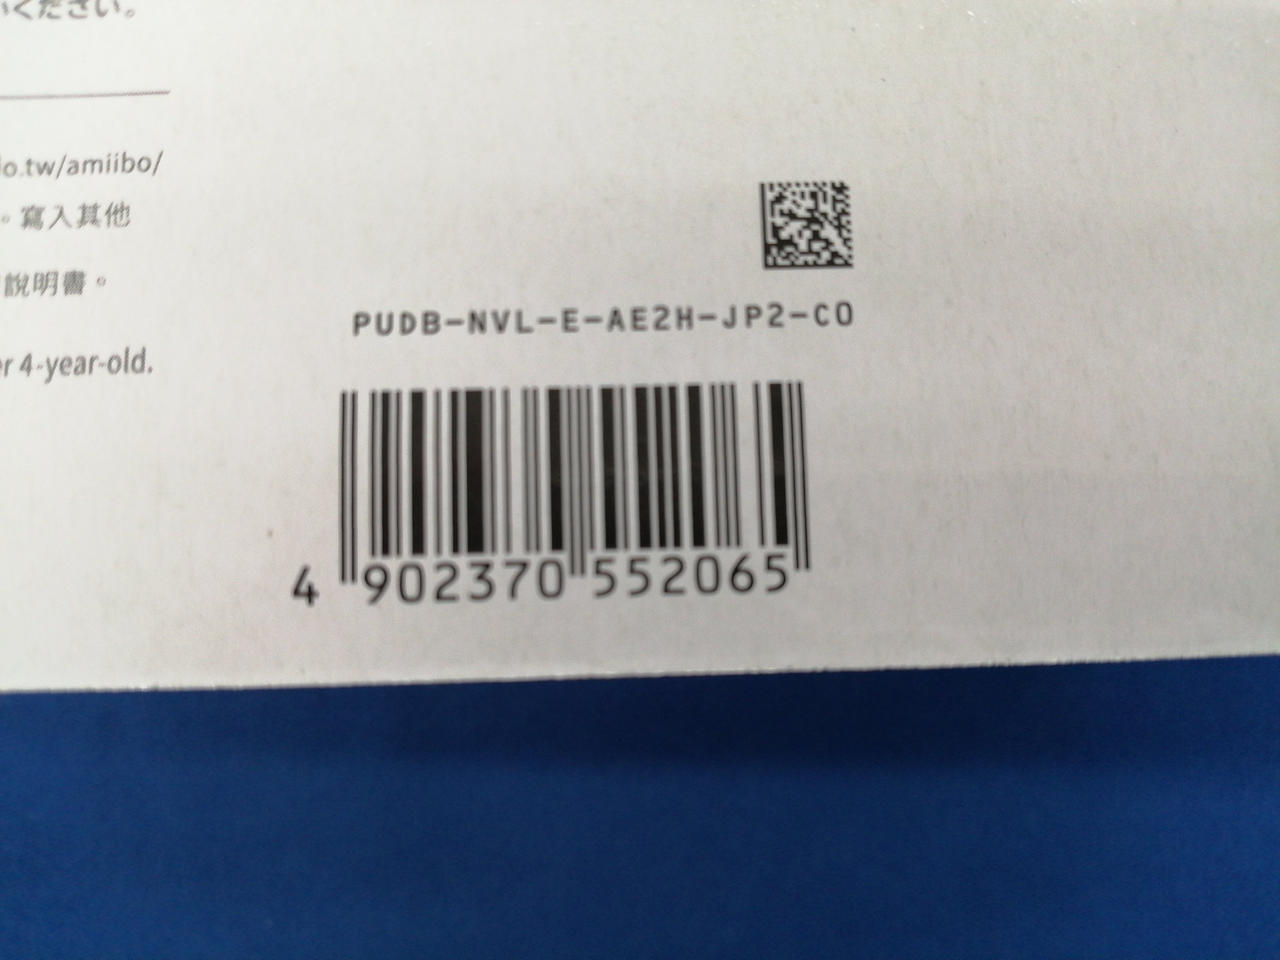 ください。
o.tw/amiibo/
。寫入其他
說明書。
r 4-year-old.
PUDB-NVL-E-AE2H-JP2-C0
4 902370 552065